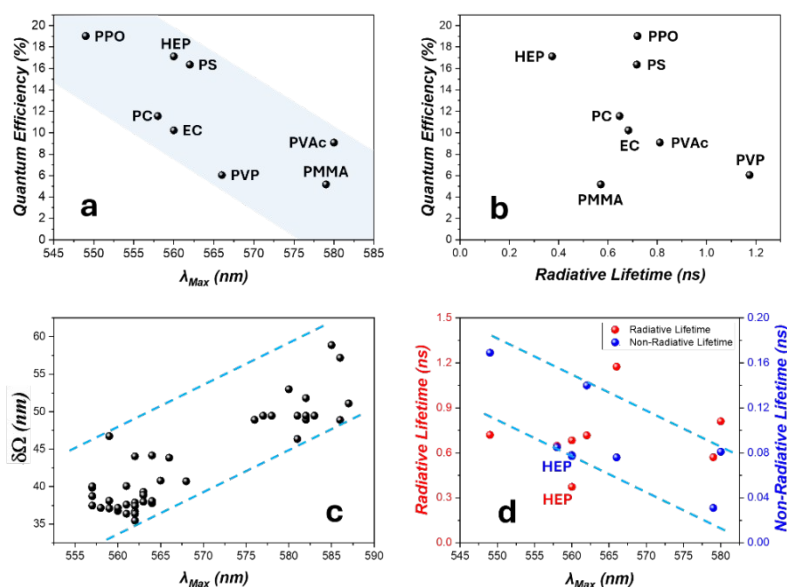 Quantum Efficiency (%)
20
18
16
14
12
10
8
6
4
2
0
PPO
HEP
PS
PC
EC
PVAc
PVP
PMMA
a
545 550 555 560 565 570 575 580 585
λMax (nm)
Quantum Efficiency (%)
20
18
16
14
12
10
8
6
4
2
0
PPO
HEP
PS
PC
EC
PVAc
PVP
PMMA
b
0.0 0.2 0.4 0.6 0.8 1.0 1.2
Radiative Lifetime (ns)
δΩ (nm)
60
55
50
45
40
35
c
555 560 565 570 575 580 585 590
λMax (nm)
Radiative Lifetime (ns)
1.5
1.2
0.9
0.6
0.3
0.0
Radiative Lifetime
Non-Radiative Lifetime
HEP
HEP
d
0.20
0.16
0.12
0.08
0.04
0.00
Non-Radiative Lifetime (ns)
545 550 555 560 565 570 575 580
λMax (nm)